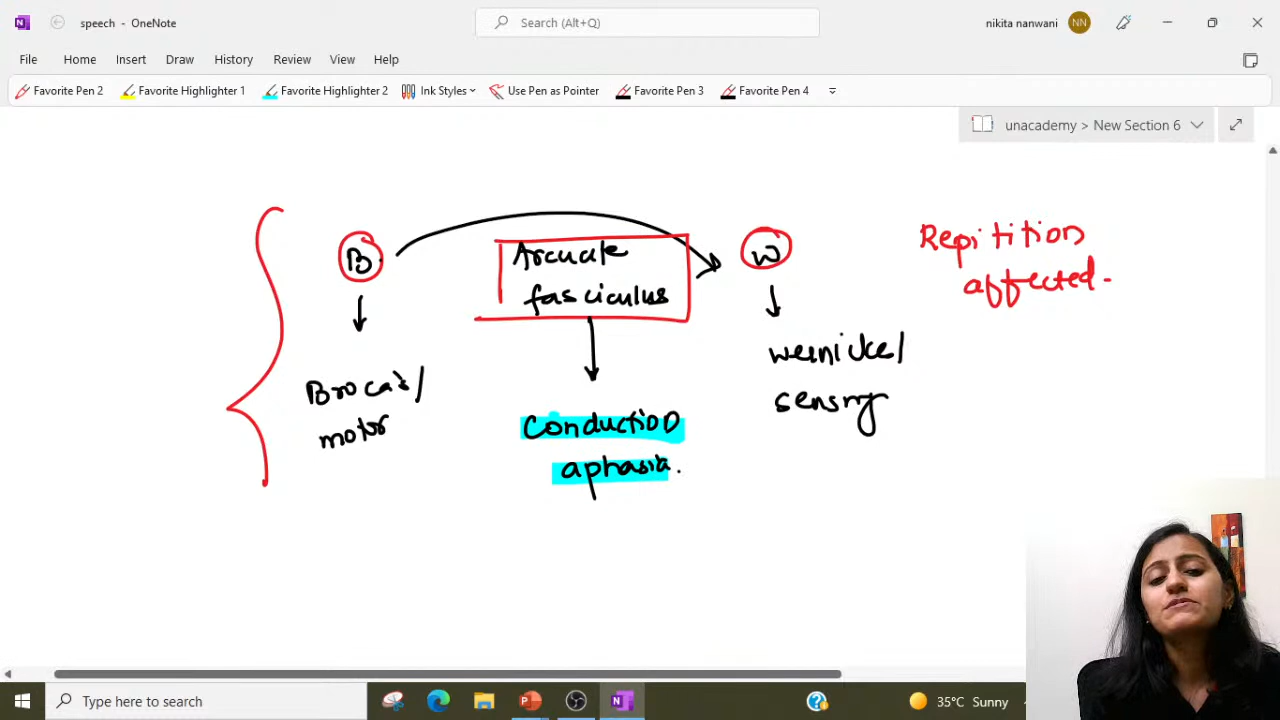 speech - OneNote
Search (Alt+Q)
nikita nanwani
NN
File Home Insert Draw History Review View Help
Favorite Pen 2 Favorite Highlighter 1 Favorite Highlighter 2 Ink Styles Use Pen as Pointer Favorite Pen 3 Favorite Pen 4
unacademy > New Section 6
B
Arcuate
fasciculus
W
Repitition
affected.
Broca's/
motor
Conduction
aphasia.
wernicke/
sensory
Type here to search
35°C Sunny